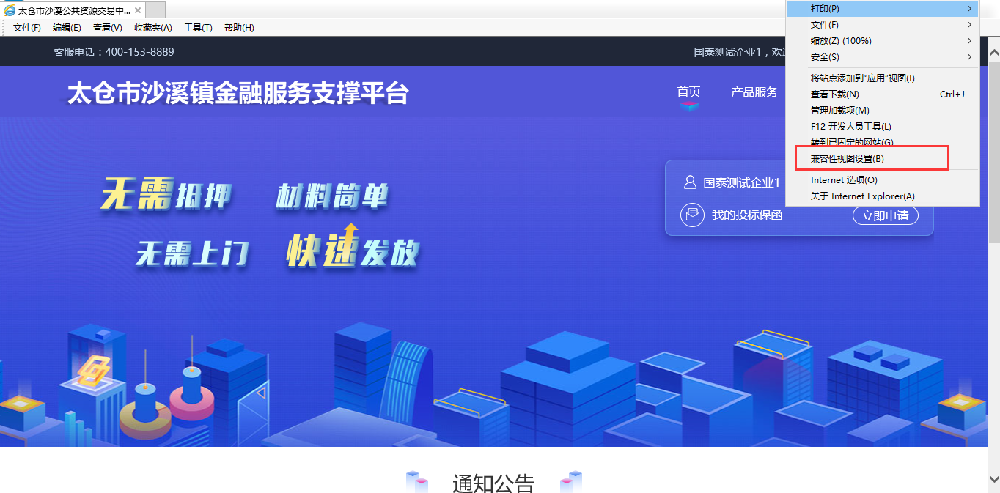 太仓市沙溪公共资源交易中...
文件(F) 编辑(E) 查看(V) 收藏夹(A) 工具(T) 帮助(H)
客服电话：400-153-8889
国泰测试企业1，欢迎
太仓市沙溪镇金融服务支撑平台
首页 产品服务
打印(P)
文件(F)
缩放(Z) (100%)
安全(S)
将站点添加到“应用”视图(I)
查看下载(N) Ctrl+J
管理加载项(M)
F12 开发人员工具(L)
转到已固定的网站(G)
兼容性视图设置(B)
Internet 选项(O)
关于 Internet Explorer(A)
无需抵押 材料简单
无需上门 快速发放
国泰测试企业1
我的投标保函 立即申请
通知公告